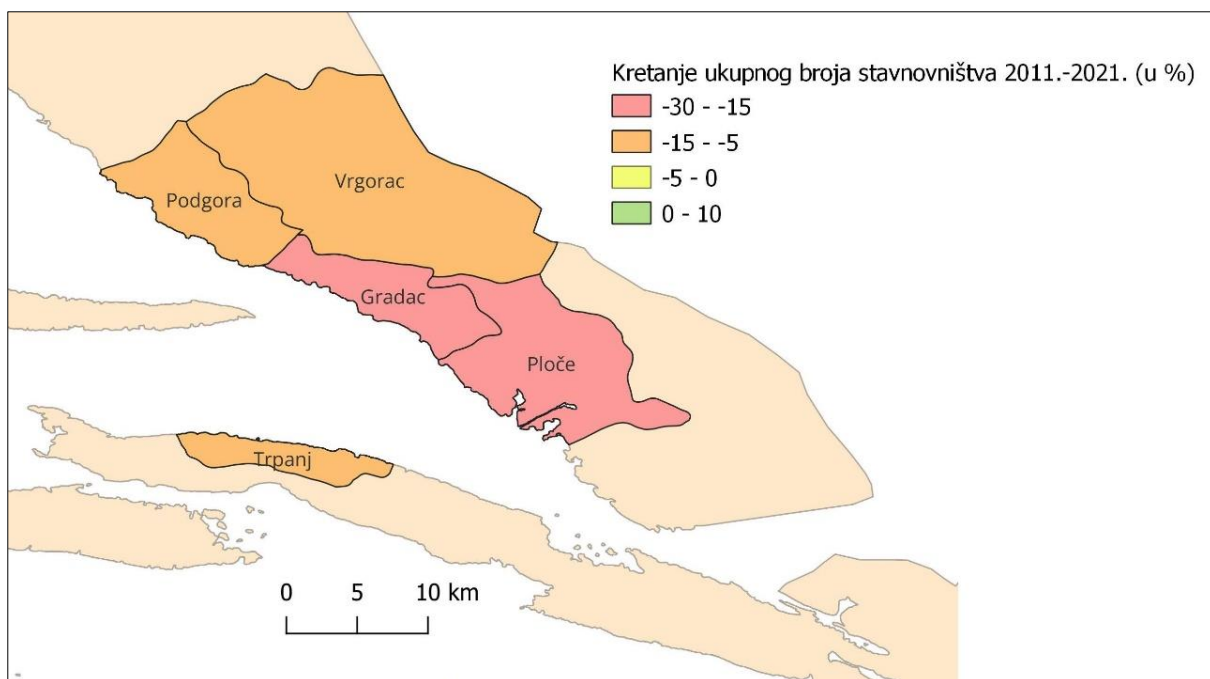 Kretanje ukupnog broja stavnovništva 2011.-2021. (u %)
-30 - -15
-15 - -5
-5 - 0
0 - 10
Vrgorac
Podgora
Gradac
Ploče
Trpanj
0 5 10 km